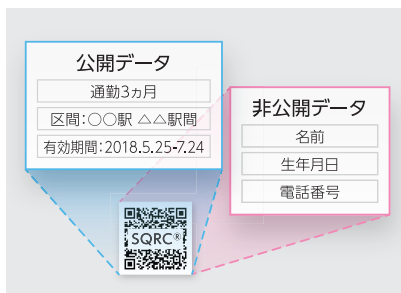 公開データ
通勤3ヵ月
区間:○○駅 △△駅間
有効期間:2018.5.25-7.24
非公開データ
名前
生年月日
電話番号
SQRC®